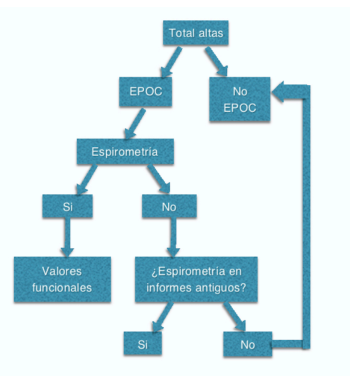 Total altas
EPOC
No
EPOC
Espirometria
Si
No
Valores
funcionales
¿Espirometria en
informes antiguos?
Si
No